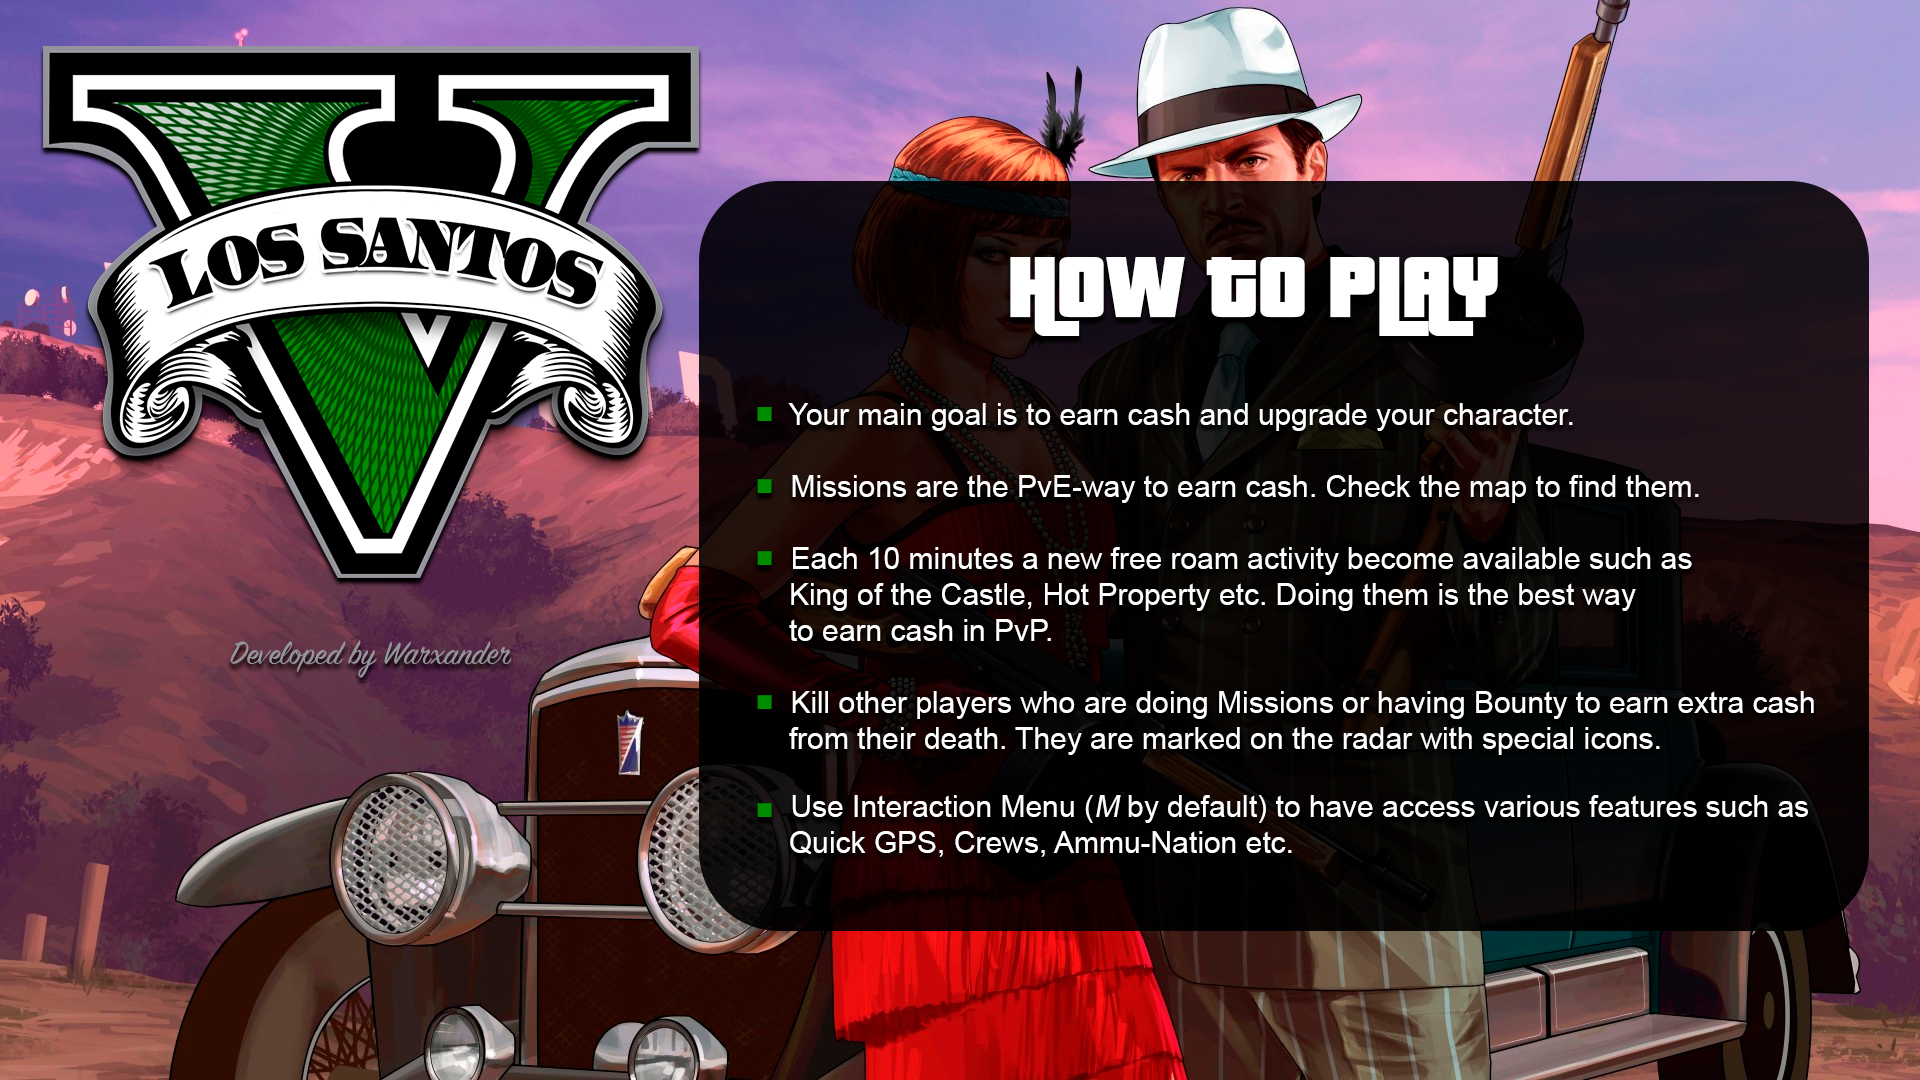 LOS SANTOS
Developed by Warxander
HOW TO PLAY
Your main goal is to earn cash and upgrade your character.
Missions are the PvE-way to earn cash. Check the map to find them.
Each 10 minutes a new free roam activity become available such as
King of the Castle, Hot Property etc. Doing them is the best way
to earn cash in PvP.
Kill other players who are doing Missions or having Bounty to earn extra cash
from their death. They are marked on the radar with special icons.
Use Interaction Menu (M by default) to have access various features such as
Quick GPS, Crews, Ammu-Nation etc.